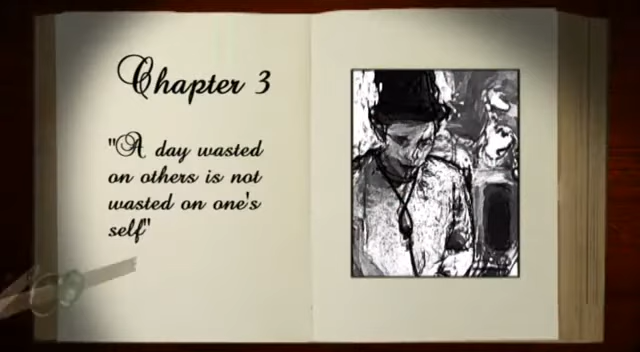 Chapter 3
"A day wasted
on others is not
wasted on one's
self"